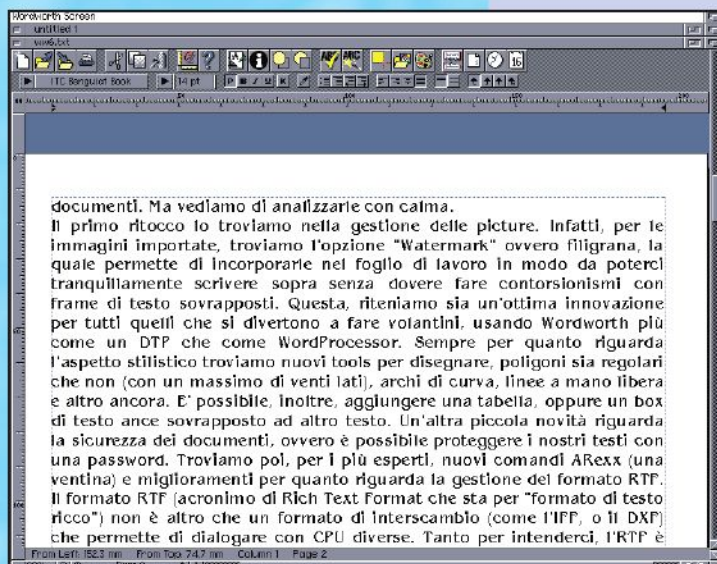 Wordworth Screen
untitled 1
ww6.txt
ITC Benguiat Book 14 pt P B I U K
50 100 150 200
documenti. Ma vediamo di analizzarle con calma.
Il primo ritocco lo troviamo nella gestione delle picture. Infatti, per le
immagini importate, troviamo l'opzione "Watermark" ovvero filigrana, la
quale permette di incorporarle nel foglio di lavoro in modo da poterci
tranquillamente scrivere sopra senza dovere fare contorsionismi con
frame di testo sovrapposti. Questa, riteniamo sia un'ottima innovazione
per tutti quelli che si divertono a fare volantini, usando Wordworth più
come un DTP che come WordProcessor. Sempre per quanto riguarda
l'aspetto stilistico troviamo nuovi tools per disegnare, poligoni sia regolari
che non (con un massimo di venti lati), archi di curva, linee a mano libera
e altro ancora. E' possibile, inoltre, aggiungere una tabella, oppure un box
di testo ance sovrapposto ad altro testo. Un'altra piccola novità riguarda
la sicurezza dei documenti, ovvero è possibile proteggere i nostri testi con
una password. Troviamo poi, per i più esperti, nuovi comandi ARexx (una
ventina) e miglioramenti per quanto riguarda la gestione del formato RTF.
Il formato RTF (acronimo di Rich Text Format che sta per "formato di testo
ricco") non è altro che un formato di interscambio (come l'IFF, o il DXF)
che permette di dialogare con CPU diverse. Tanto per intenderci, l'RTF è
From Left: 152.3 mm From Top: 74.7 mm Column 1 Page 2